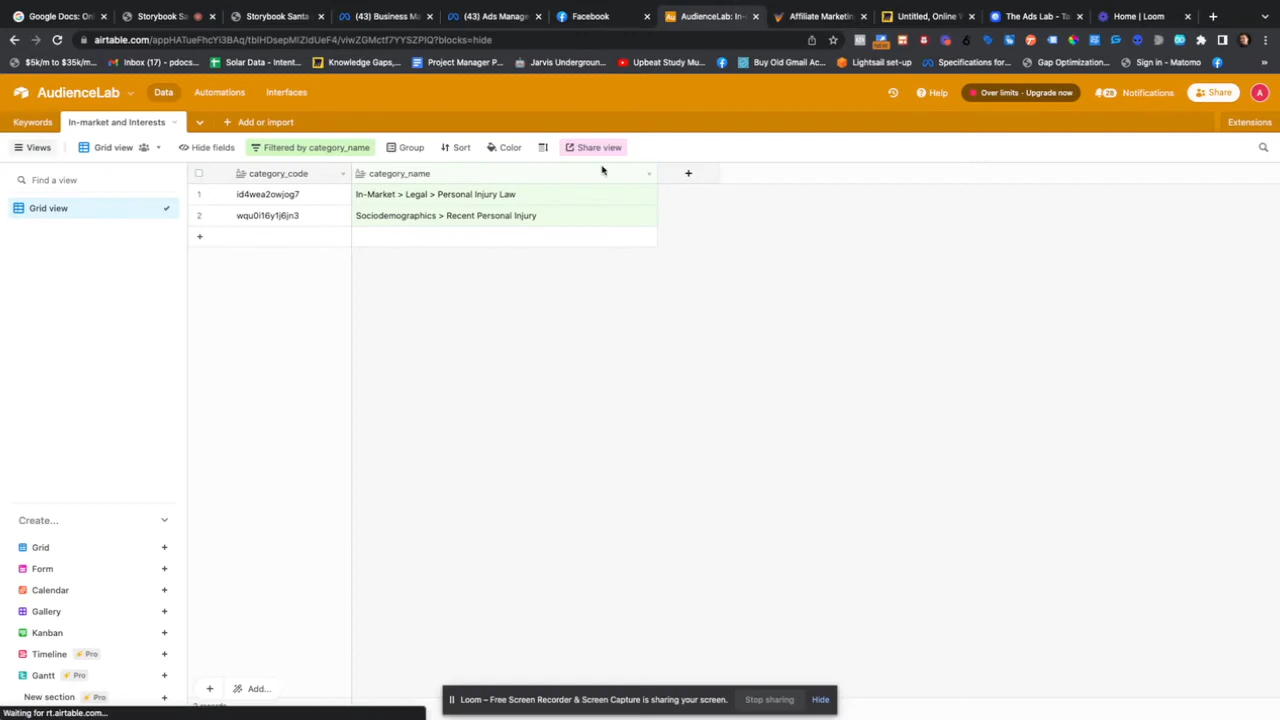 Google Docs: On
Storybook Sa
Storybook Santa
(43) Business M
(43) Ads Manage
Facebook
AudienceLab: In-
Affiliate Marketin
Untitled, Online W
The Ads Lab - Ta
Home | Loom
airtable.com/appHATueFhcYi3BAq/tblHDsepMIZldUeF4/viwZGMctf7YYSZPIQ?blocks=hide
$5k/m to $35k/m...
Inbox (1) - pdocs...
Solar Data - Intent...
Knowledge Gaps,...
Project Manager P...
Jarvis Undergroun...
Upbeat Study Mu...
Buy Old Gmail Ac...
Lightsail set-up
Specifications for...
Gap Optimization...
Sign in - Matomo
»
AudienceLab
Data
Automations
Interfaces
Help
Over limits · Upgrade now
28
Notifications
Share
A
Keywords
In-market and Interests
Add or import
Extensions
Views
Grid view
Hide fields
Filtered by category_name
Group
Sort
Color
Share view
Find a view
category_code
category_name
Grid view
1
id4wea2owjog7
In-Market > Legal > Personal Injury Law
2
wqu0i16y1j6jn3
Sociodemographics > Recent Personal Injury
Create...
Grid
Form
Calendar
Gallery
Kanban
Timeline
Pro
Gantt
Pro
New section
Pro
Add...
Loom – Free Screen Recorder & Screen Capture is sharing your screen.
Stop sharing
Hide
Waiting for rt.airtable.com...